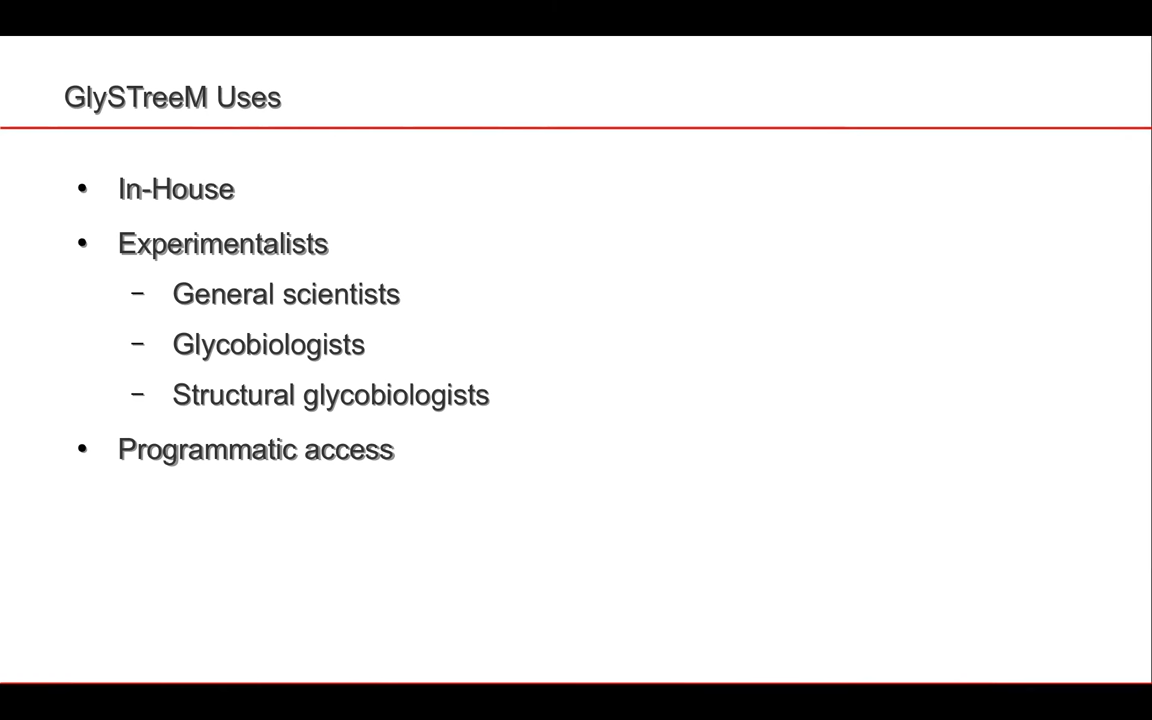 GlySTreeM Uses
• In-House
• Experimentalists
– General scientists
– Glycobiologists
– Structural glycobiologists
• Programmatic access